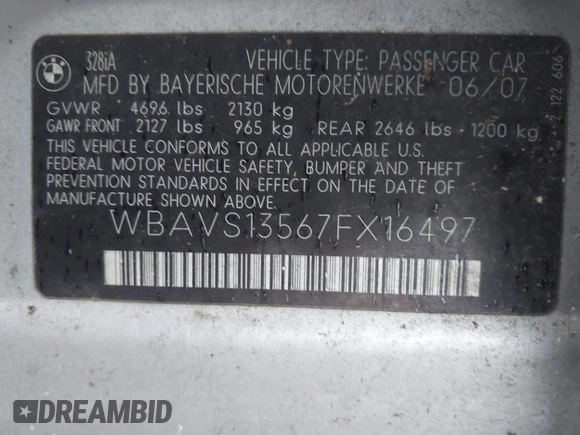 328iA VEHICLE TYPE: PASSENGER CAR
MFD BY BAYERISCHE MOTORENWERKE 06/07
GVWR 4696 lbs 2130 kg
GAWR FRONT 2127 lbs 965 kg REAR 2646 lbs - 1200 kg
THIS VEHICLE CONFORMS TO ALL APPLICABLE U.S.
FEDERAL MOTOR VEHICLE SAFETY, BUMPER AND THEFT
PREVENTION STANDARDS IN EFFECT ON THE DATE OF
MANUFACTURE SHOWN ABOVE.
WBAVS13567FX16497
DREAMBID